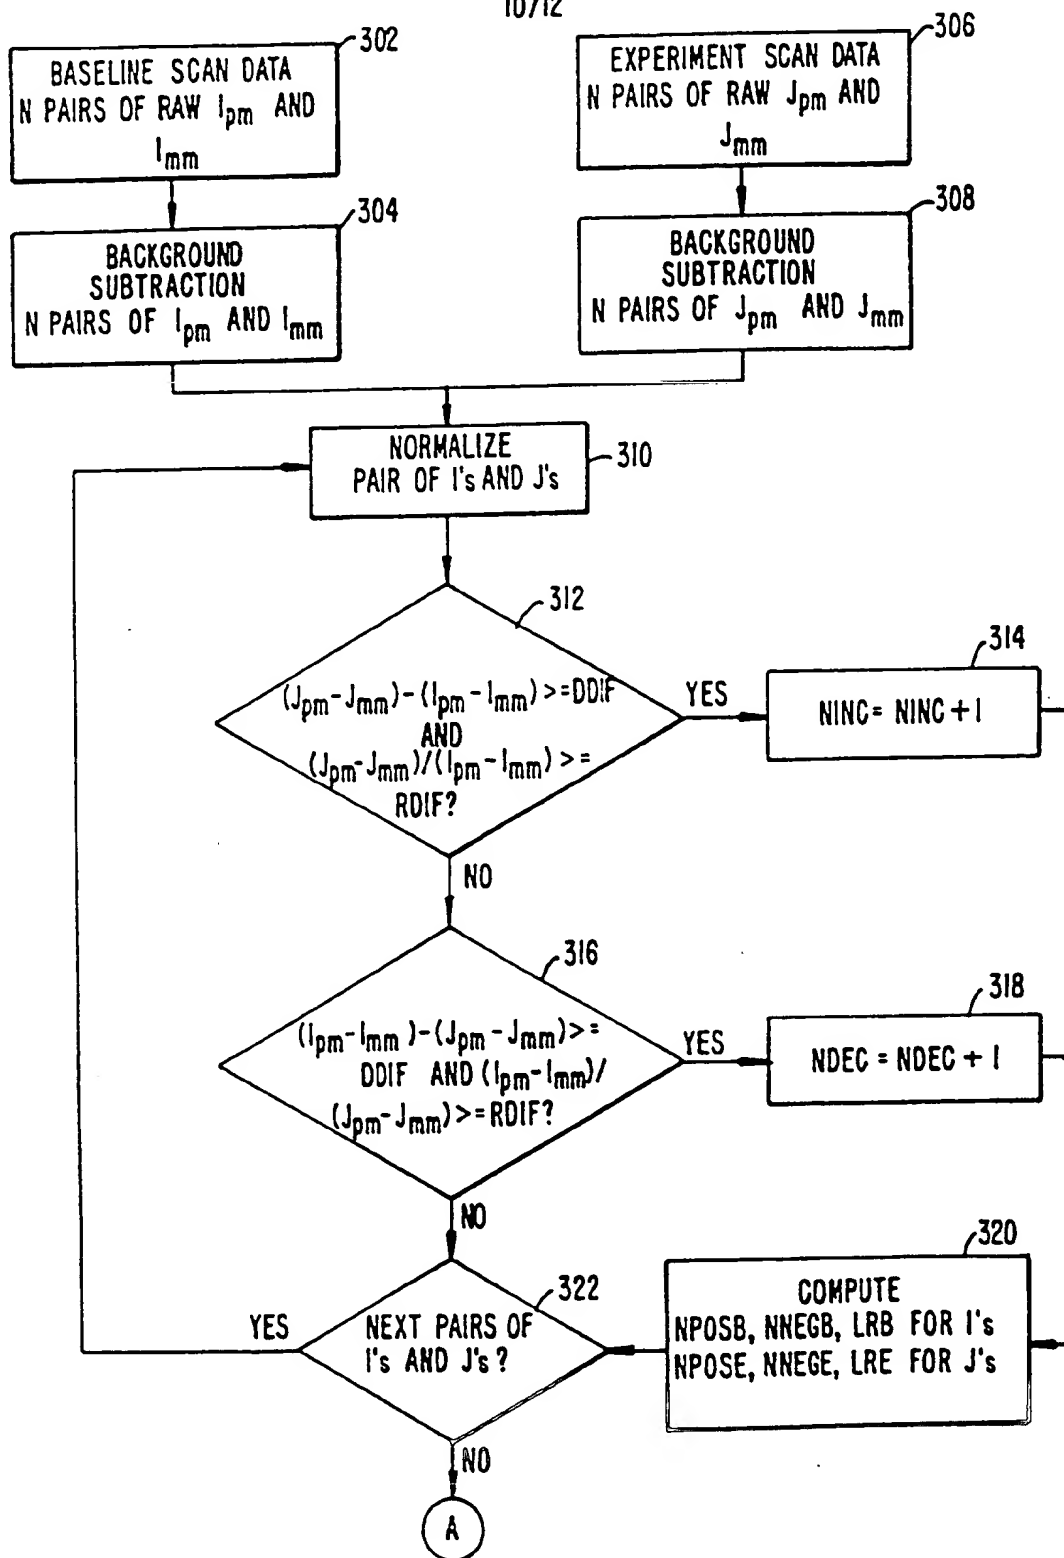 10/12
302
BASELINE SCAN DATA
N PAIRS OF RAW Ipm AND
Imm
306
EXPERIMENT SCAN DATA
N PAIRS OF RAW Jpm AND
Jmm
304
BACKGROUND
SUBTRACTION
N PAIRS OF Ipm AND Imm
308
BACKGROUND
SUBTRACTION
N PAIRS OF Jpm AND Jmm
NORMALIZE
PAIR OF I's AND J's
310
312
(Jpm-Jmm)-(Ipm-Imm)>=DDIF
AND
(Jpm-Jmm)/(Ipm-Imm)>=
RDIF?
YES
314
NINC= NINC+1
NO
316
(Ipm-Imm)-(Jpm-Jmm)>=
DDIF AND (Ipm-Imm)/
(Jpm-Jmm)>=RDIF?
YES
318
NDEC = NDEC + 1
NO
320
COMPUTE
NPOSB, NNEGB, LRB FOR I's
NPOSE, NNEGE, LRE FOR J's
322
NEXT PAIRS OF
I's AND J's?
YES
NO
A